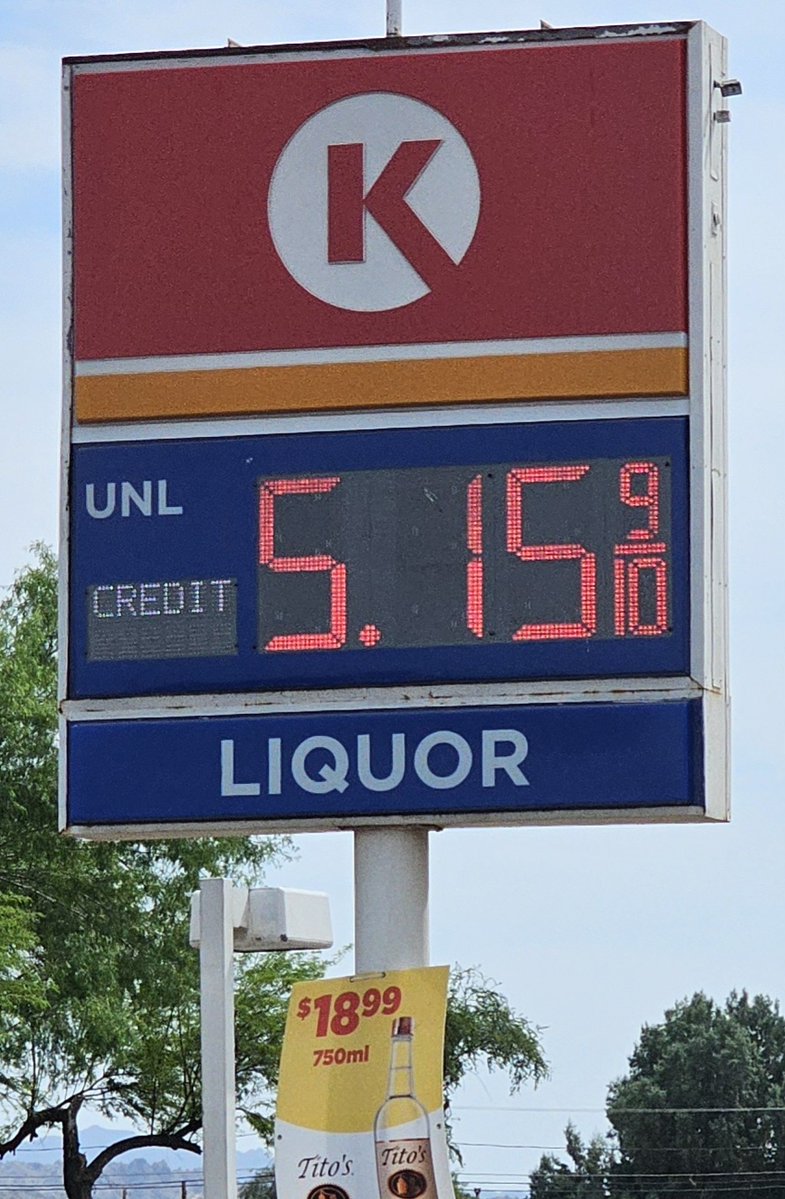 K
UNL 5.15 9/10
CREDIT
LIQUOR
$18.99
750ml
Tito's. Tito's